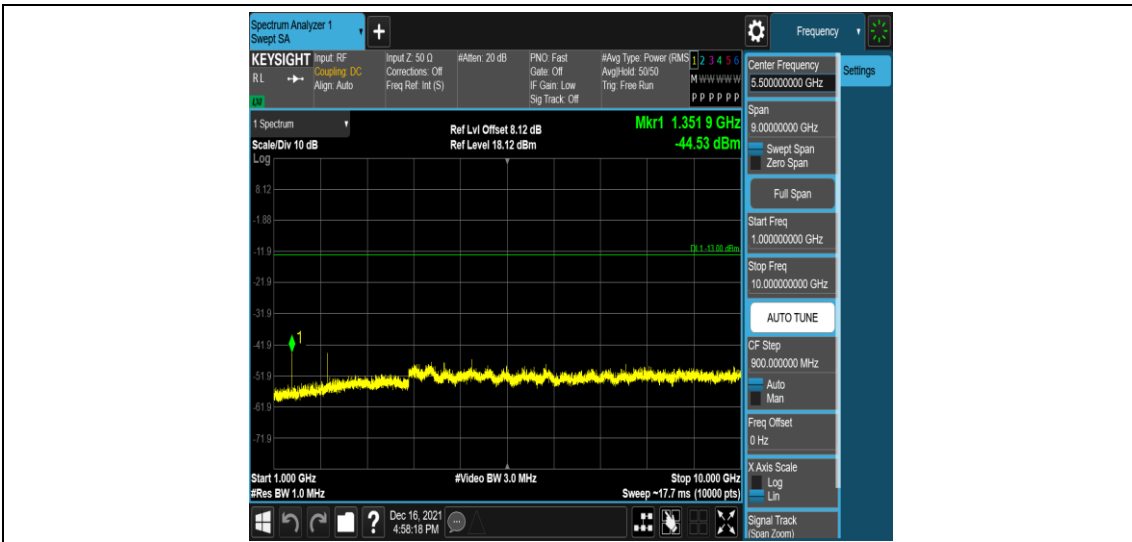 Spectrum Analyzer 1
Swept SA
+
Frequency
KEYSIGHT
RL
LXI
Input: RF
Coupling: DC
Align: Auto
Input Z: 50 Ω
Corrections: Off
Freq Ref: Int (S)
#Atten: 20 dB
PNO: Fast
Gate: Off
IF Gain: Low
Sig Track: Off
#Avg Type: Power (RMS
Avg|Hold: 50/50
Trig: Free Run
1 2 3 4 5 6
M W W W W W
P P P P P P
1 Spectrum
Scale/Div 10 dB
Log
Ref Lvl Offset 8.12 dB
Ref Level 18.12 dBm
Mkr1 1.351 9 GHz
-44.53 dBm
8.12
-1.88
-11.9
DL1 -13.00 dBm
-21.9
-31.9
1
-41.9
-51.9
-61.9
-71.9
Start 1.000 GHz
#Res BW 1.0 MHz
#Video BW 3.0 MHz
Stop 10.000 GHz
Sweep ~17.7 ms (10000 pts)
?
Dec 16, 2021
4:58:18 PM
Settings
Center Frequency
5.500000000 GHz
Span
9.00000000 GHz
Swept Span
Zero Span
Full Span
Start Freq
1.000000000 GHz
Stop Freq
10.000000000 GHz
AUTO TUNE
CF Step
900.000000 MHz
Auto
Man
Freq Offset
0 Hz
X Axis Scale
Log
Lin
Signal Track
(Span Zoom)